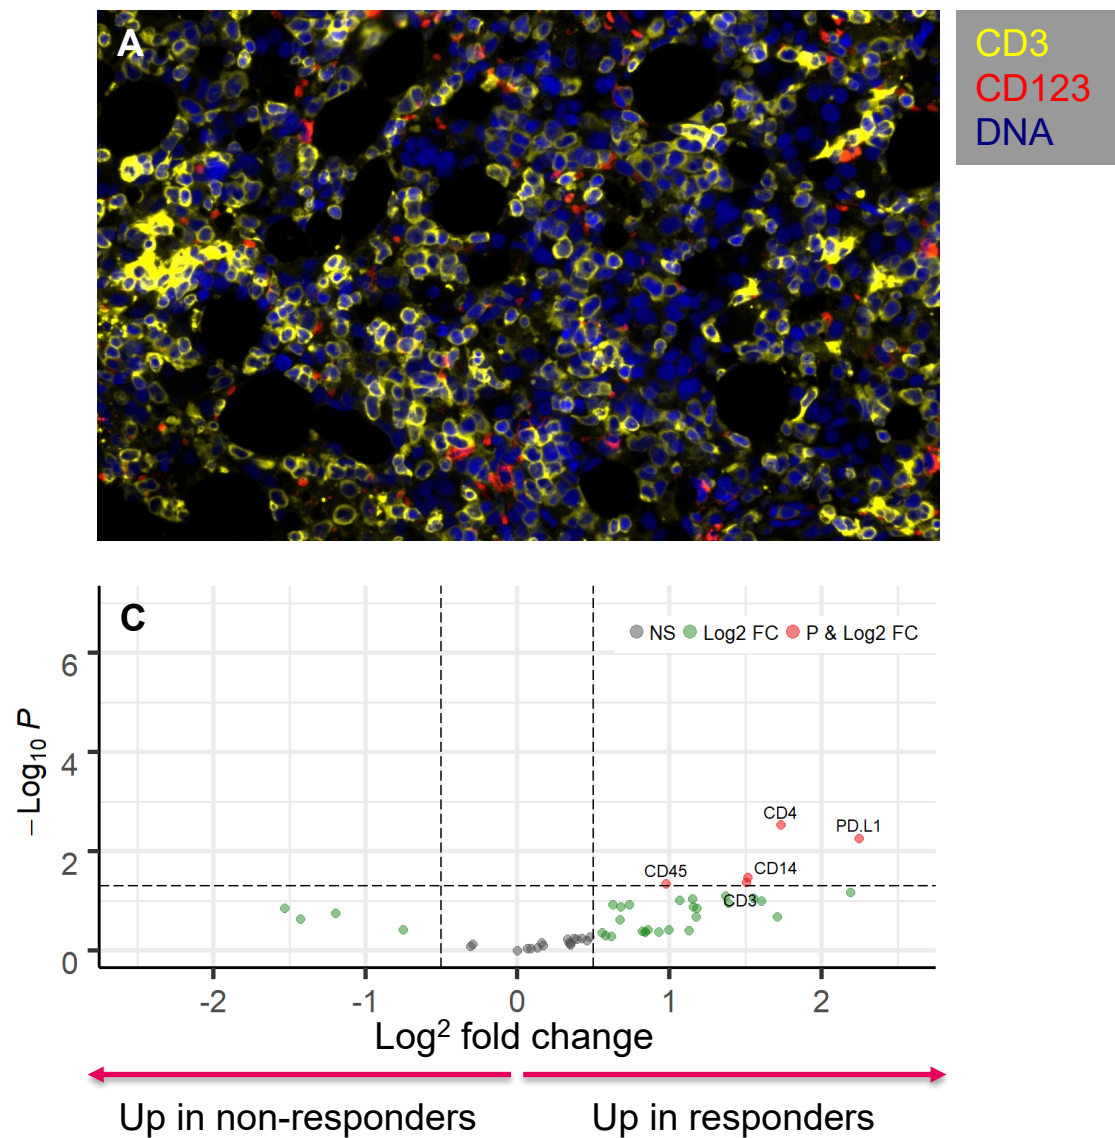 A
CD3
CD123
DNA
C
NS Log2 FC P & Log2 FC
6
4
2
0
− Log10 P
CD4
PD.L1
CD45
CD14
CD3
-2 -1 0 1 2
Log² fold change
Up in non-responders Up in responders